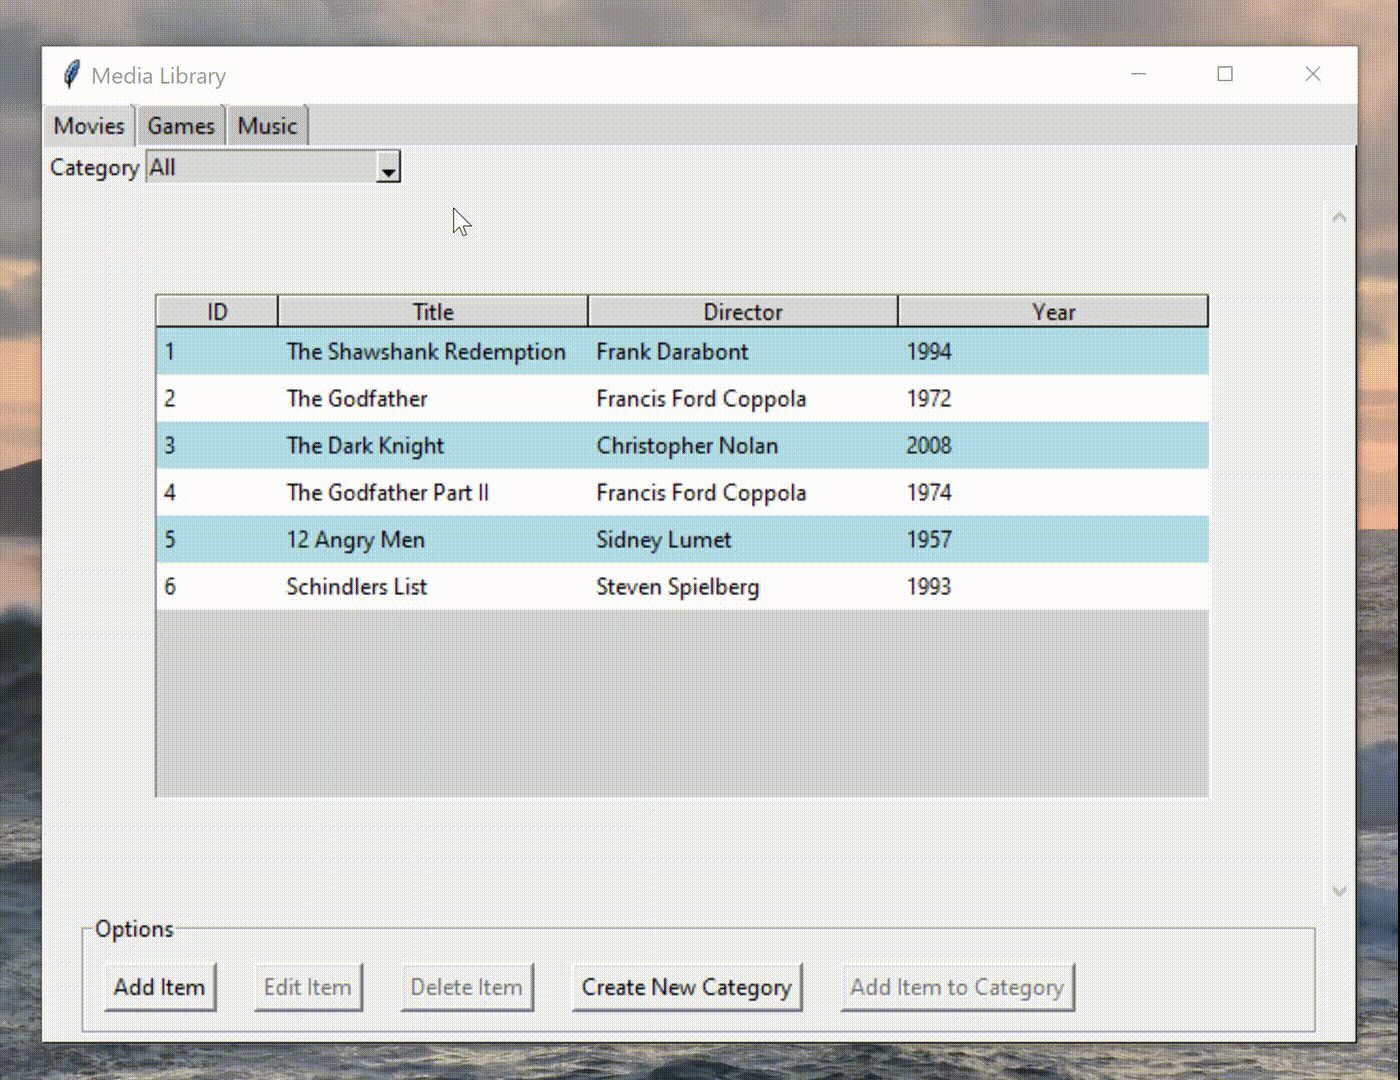 Media Library
Movies Games Music
Category All
ID Title Director Year
1 The Shawshank Redemption Frank Darabont 1994
2 The Godfather Francis Ford Coppola 1972
3 The Dark Knight Christopher Nolan 2008
4 The Godfather Part II Francis Ford Coppola 1974
5 12 Angry Men Sidney Lumet 1957
6 Schindlers List Steven Spielberg 1993
Options
Add Item Edit Item Delete Item Create New Category Add Item to Category